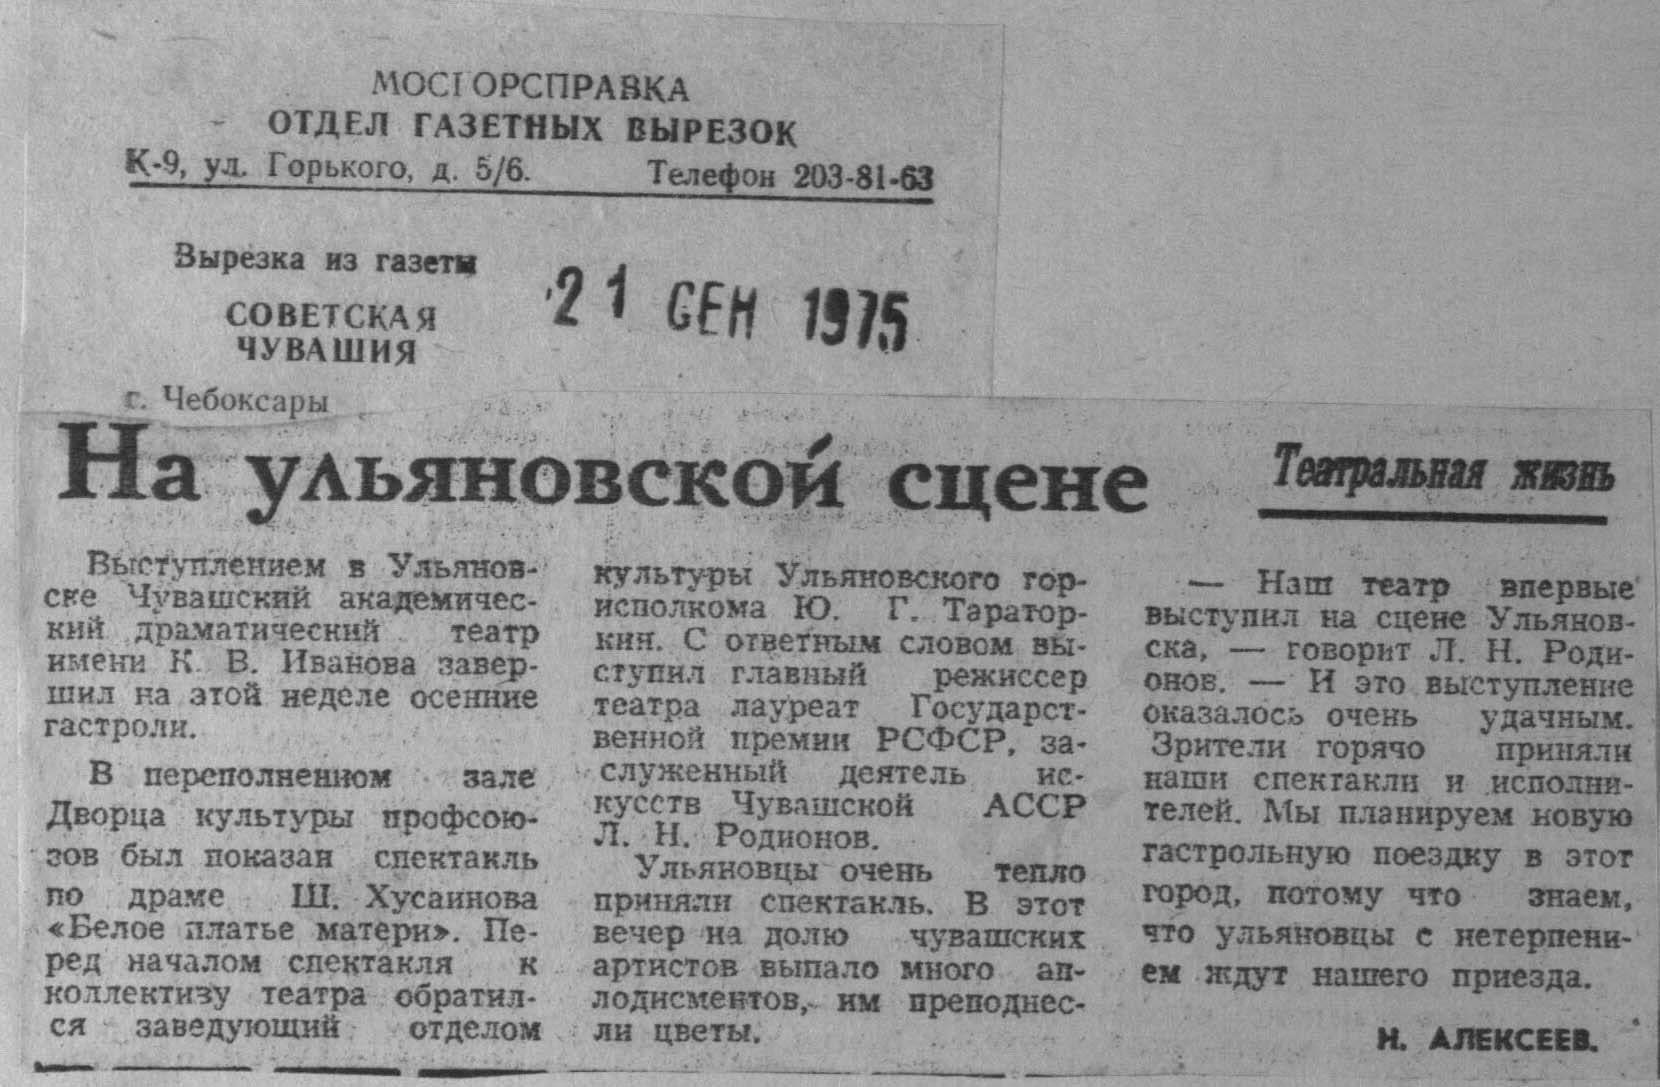 МОСГОРСПРАВКА
ОТДЕЛ ГАЗЕТНЫХ ВЫРЕЗОК
К-9, ул. Горького, д. 5/6. Телефон 203-81-63
Вырезка из газеты
21 СЕН 1975
СОВЕТСКАЯ
ЧУВАШИЯ
г. Чебоксары
На ульяновской сцене
Театральная жизнь
Выступлением в Ульянов-
ске Чувашский академичес-
кий драматический театр
имени К. В. Иванова завер-
шил на этой неделе осенние
гастроли.
В переполненном зале
Дворца культуры профсою-
зов был показан спектакль
по драме Ш. Хусаинова
«Белое платье матери». Пе-
ред началом спектакля к
коллективу театра обратил-
ся заведующий отделом
культуры Ульяновского гор-
исполкома Ю. Г. Таратор-
кин. С ответным словом вы-
ступил главный режиссер
театра лауреат Государст-
венной премии РСФСР, за-
служенный деятель ис-
кусств Чувашской АССР
Л. Н. Родионов.
Ульяновцы очень тепло
приняли спектакль. В этот
вечер на долю чувашских
артистов выпало много ап-
лодисментов, им преподнес-
ли цветы.
— Наш театр впервые
выступил на сцене Ульянов-
ска, — говорит Л. Н. Роди-
онов. — И это выступление
оказалось очень удачным.
Зрители горячо приняли
наши спектакли и исполни-
телей. Мы планируем новую
гастрольную поездку в этот
город, потому что знаем,
что ульяновцы с нетерпени-
ем ждут нашего приезда.
Н. АЛЕКСЕЕВ.